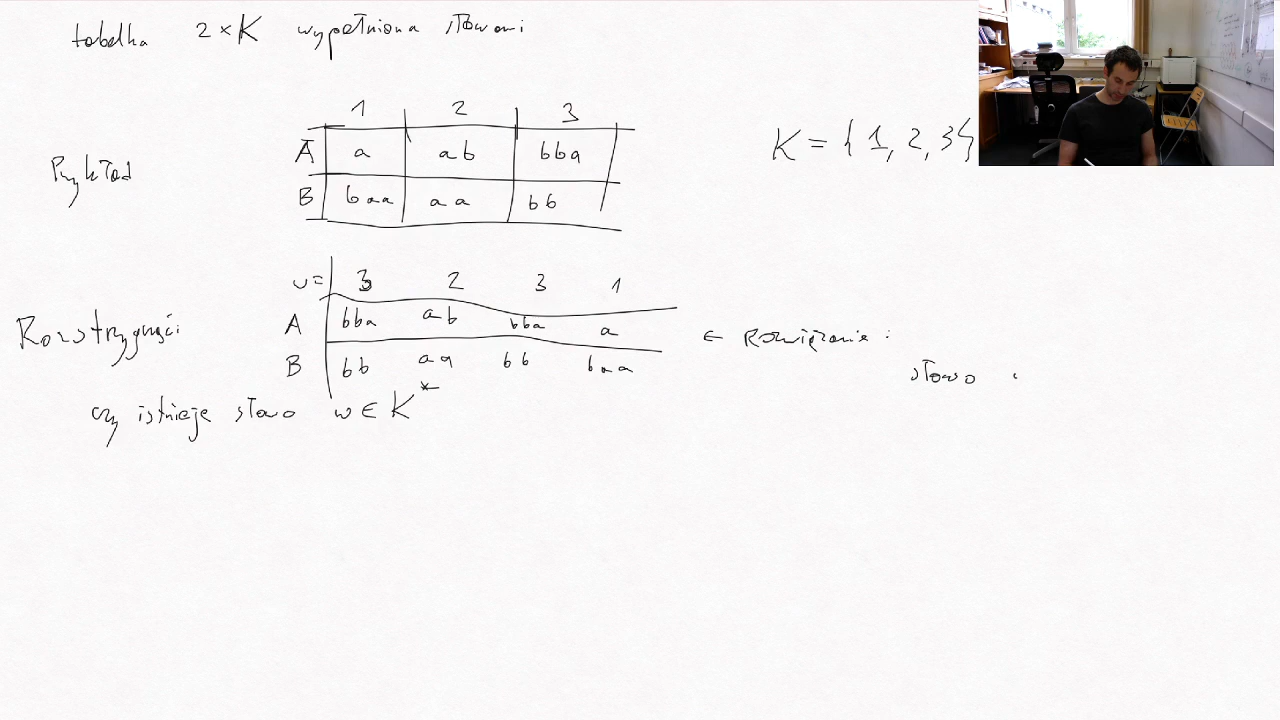 tabelka 2 × K wypełniona słowami
1 2 3
A a ab bba
B baa aa bb
K = { 1, 2, 3}
Przykład
w = 3 2 3 1
A bba ab bba a
B bb aa bb baa
Rozstrzygnąć:
← Rozwiązanie :
słowo
czy istnieje słowo w ∈ K*